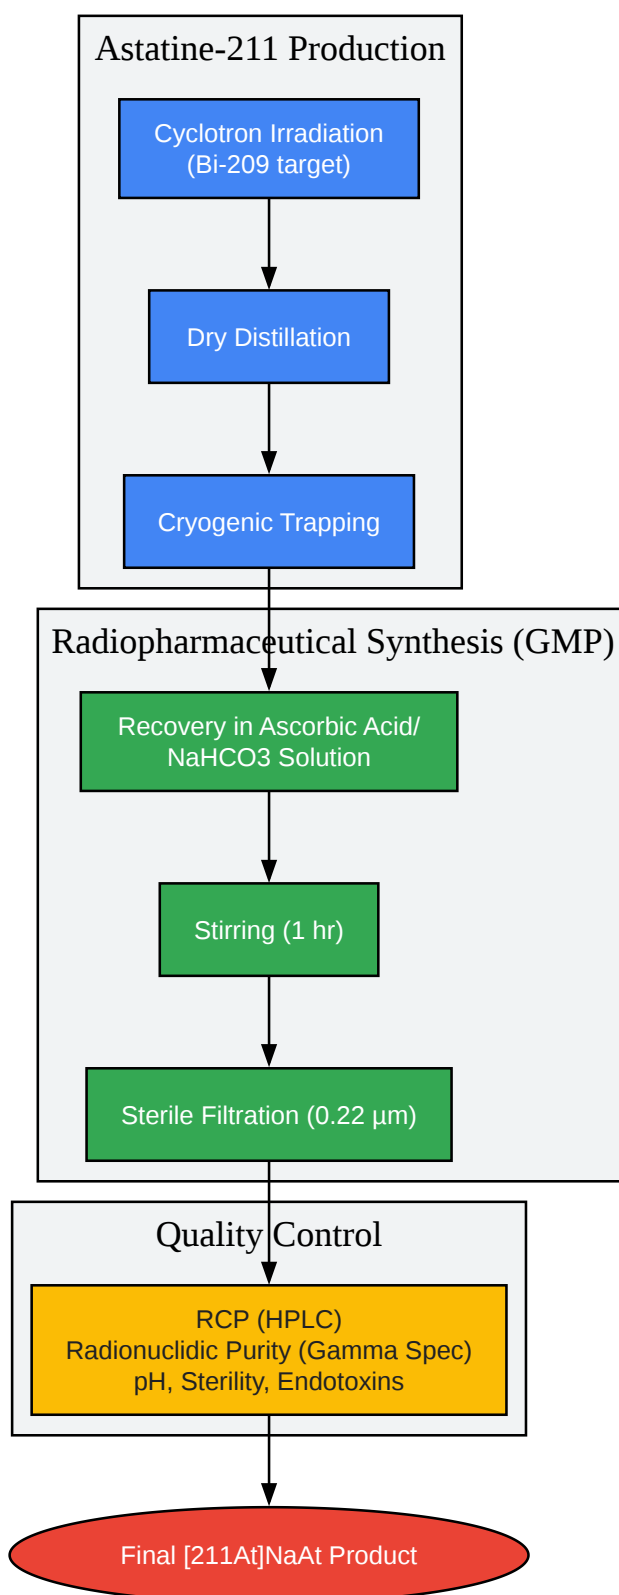 Astatine-211 Production
Cyclotron Irradiation
(Bi-209 target)
Dry Distillation
Cryogenic Trapping
Radiopharmaceutical Synthesis (GMP)
Recovery in Ascorbic Acid/
NaHCO3 Solution
Stirring (1 hr)
Sterile Filtration (0.22 µm)
Quality Control
RCP (HPLC)
Radionuclidic Purity (Gamma Spec)
pH, Sterility, Endotoxins
Final [211At]NaAt Product